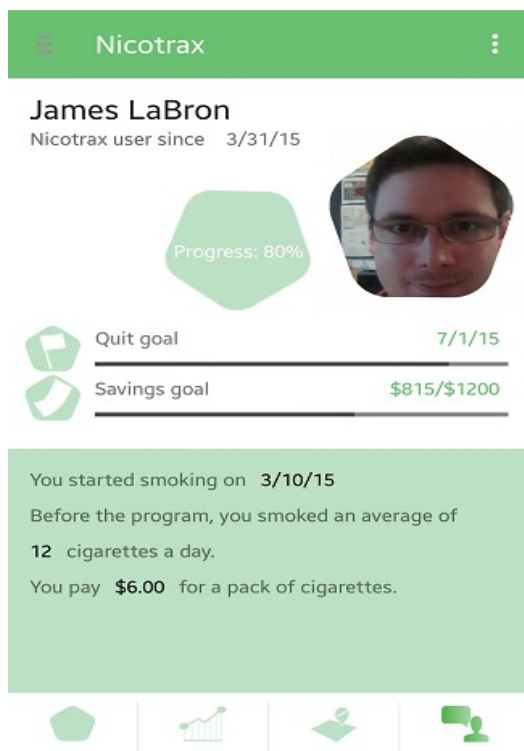 Nicotrax
James LaBron
Nicotrax user since 3/31/15
Progress: 80%
Quit goal 7/1/15
Savings goal $815/$1200
You started smoking on 3/10/15
Before the program, you smoked an average of
12 cigarettes a day.
You pay $6.00 for a pack of cigarettes.